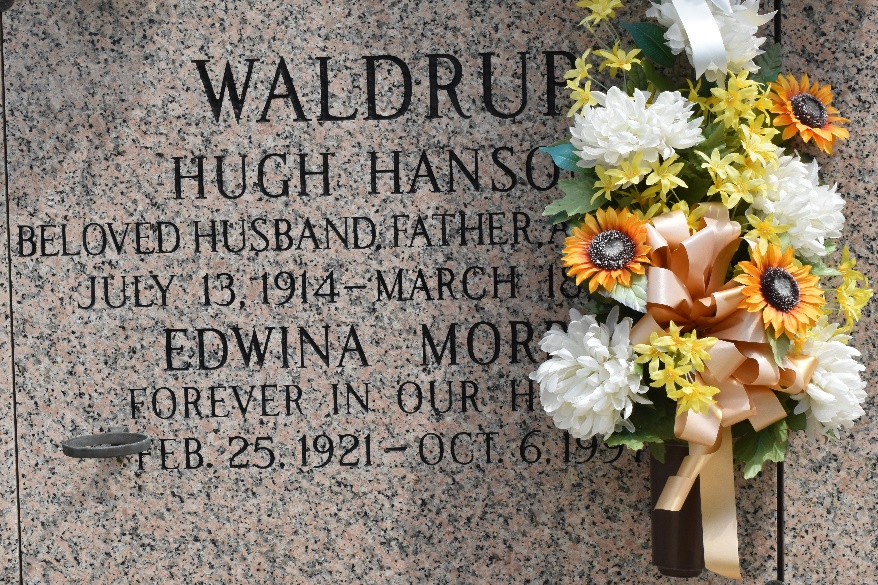 WALDRUP
HUGH HANSO
BELOVED HUSBAND, FATHER A
JULY 13, 1914 – MARCH 18
EDWINA MOR
FOREVER IN OUR H
FEB. 25, 1921 – OCT. 6, 199